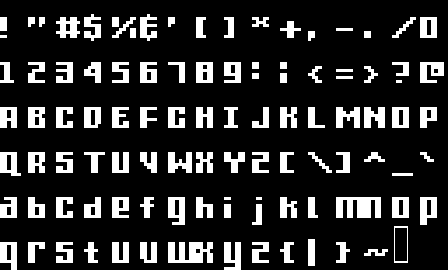 ! " # $ % & ' [ ] * + , - . / 0
1 2 3 4 5 6 7 8 9 : ; < = > ? @
A B C D E F G H I J K L M N O P
Q R S T U V W X Y Z [ \ ] ^ _ `
a b c d e f g h i j k l m n o p
q r s t u v w x y z { | } ~